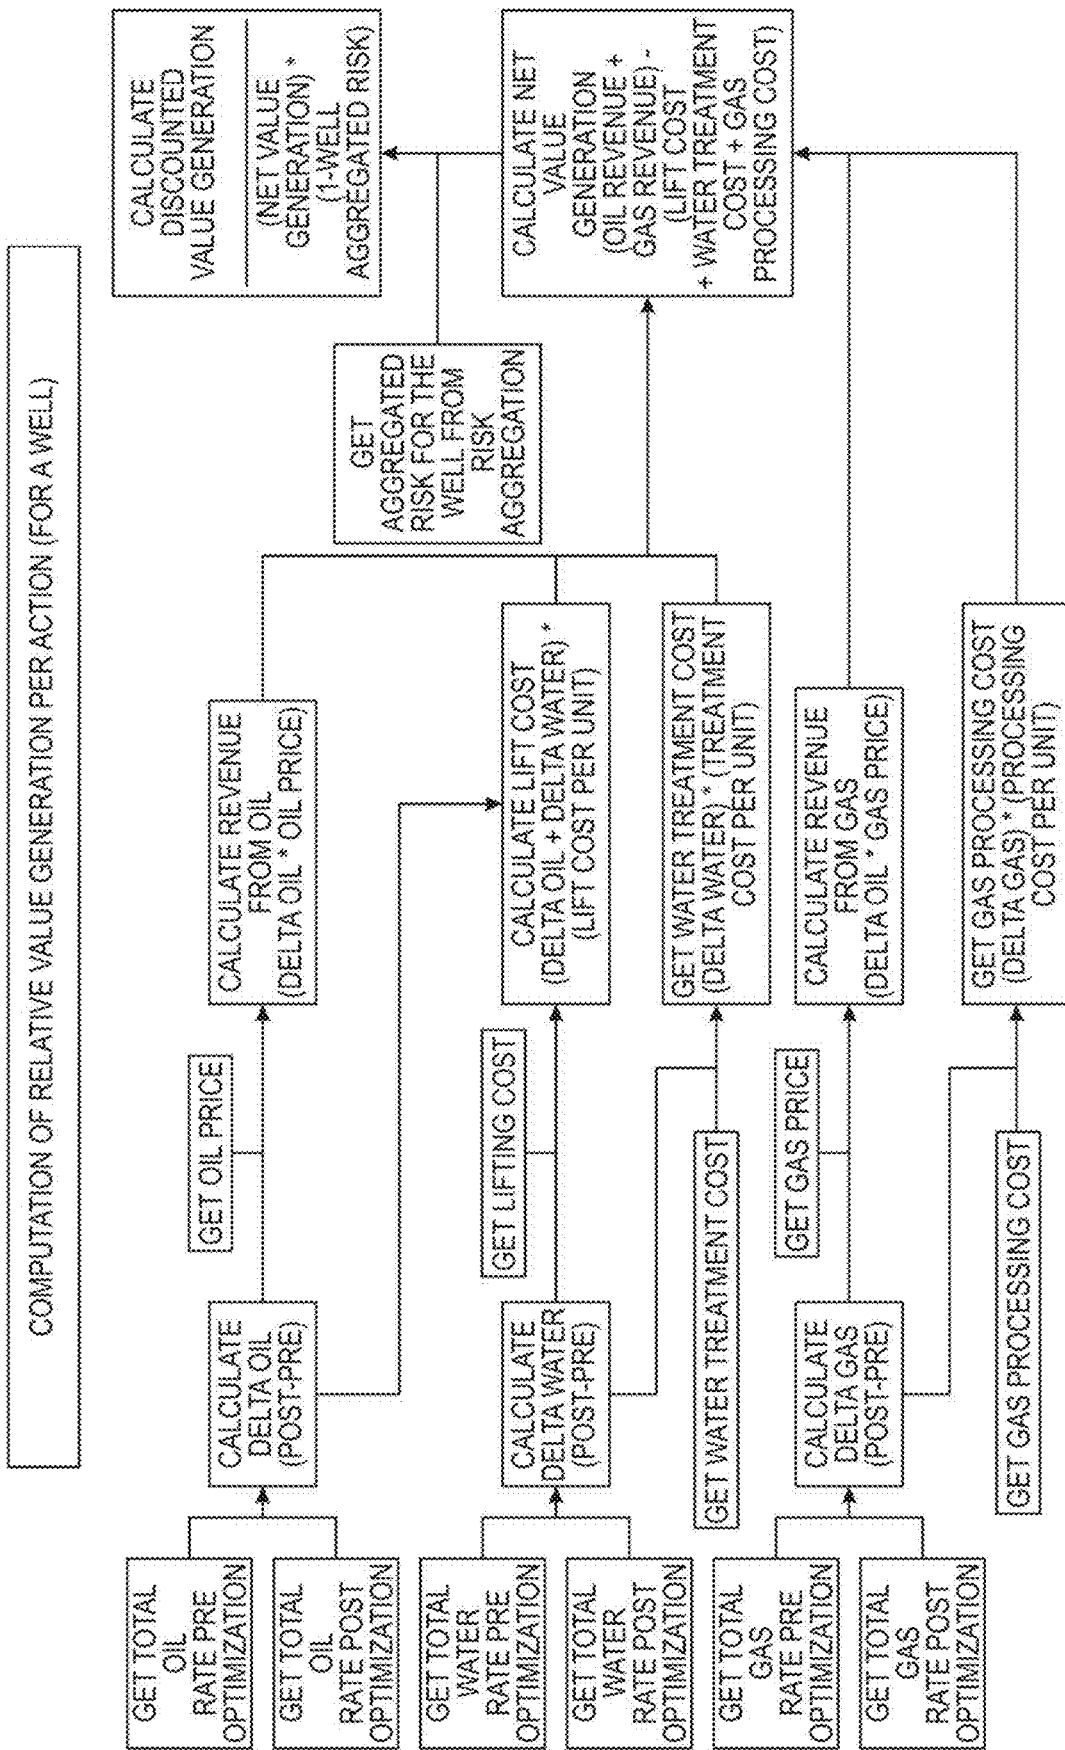 COMPUTATION OF RELATIVE VALUE GENERATION PER ACTION (FOR A WELL)
GET TOTAL
OIL
RATE PRE
OPTIMIZATION
GET TOTAL
OIL
RATE POST
OPTIMIZATION
CALCULATE
DELTA OIL
(POST-PRE)
GET OIL PRICE
CALCULATE REVENUE
FROM OIL
(DELTA OIL * OIL PRICE)
GET TOTAL
WATER
RATE PRE
OPTIMIZATION
GET TOTAL
WATER
RATE POST
OPTIMIZATION
CALCULATE
DELTA WATER
(POST-PRE)
GET LIFTING COST
CALCULATE LIFT COST
(DELTA OIL + DELTA WATER) *
(LIFT COST PER UNIT)
GET WATER TREATMENT COST
GET WATER TREATMENT COST
(DELTA WATER) * (TREATMENT
COST PER UNIT)
GET TOTAL
GAS
RATE PRE
OPTIMIZATION
GET TOTAL
GAS
RATE POST
OPTIMIZATION
CALCULATE
DELTA GAS
(POST-PRE)
GET GAS PRICE
CALCULATE REVENUE
FROM GAS
(DELTA OIL * GAS PRICE)
GET GAS PROCESSING COST
GET GAS PROCESSING COST
(DELTA GAS) * (PROCESSING
COST PER UNIT)
GET
AGGREGATED
RISK FOR THE
WELL FROM
RISK
AGGREGATION
CALCULATE NET
VALUE
GENERATION
(OIL REVENUE +
GAS REVENUE) -
(LIFT COST
+ WATER TREATMENT
COST + GAS
PROCESSING COST)
CALCULATE
DISCOUNTED
VALUE GENERATION
(NET VALUE
GENERATION) *
(1-WELL
AGGREGATED RISK)